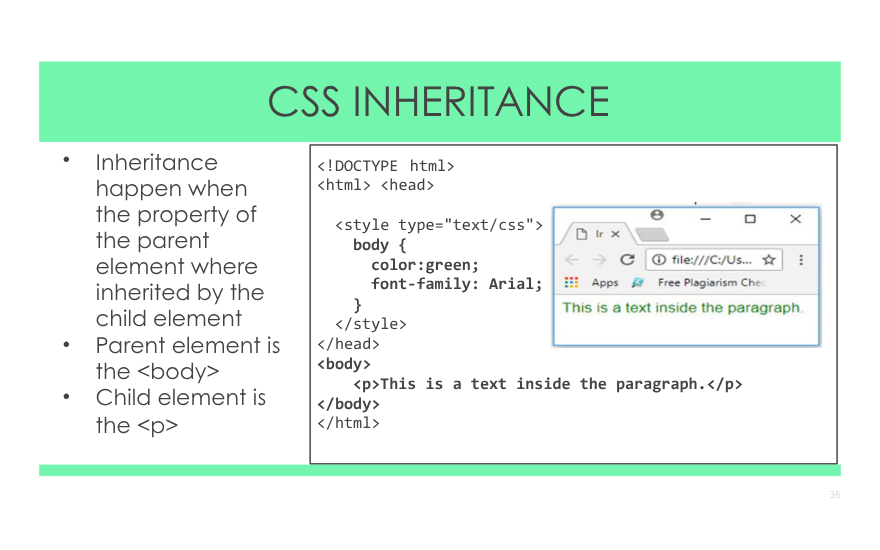 CSS INHERITANCE
• Inheritance
happen when
the property of
the parent
element where
inherited by the
child element
• Parent element is
the <body>
• Child element is
the <p>
<!DOCTYPE html>
<html> <head>
<style type="text/css">
body {
color:green;
font-family: Arial;
}
</style>
</head>
<body>
<p>This is a text inside the paragraph.</p>
</body>
</html>
Ir
file:///C:/Us...
Apps Free Plagiarism Chec
This is a text inside the paragraph.
36